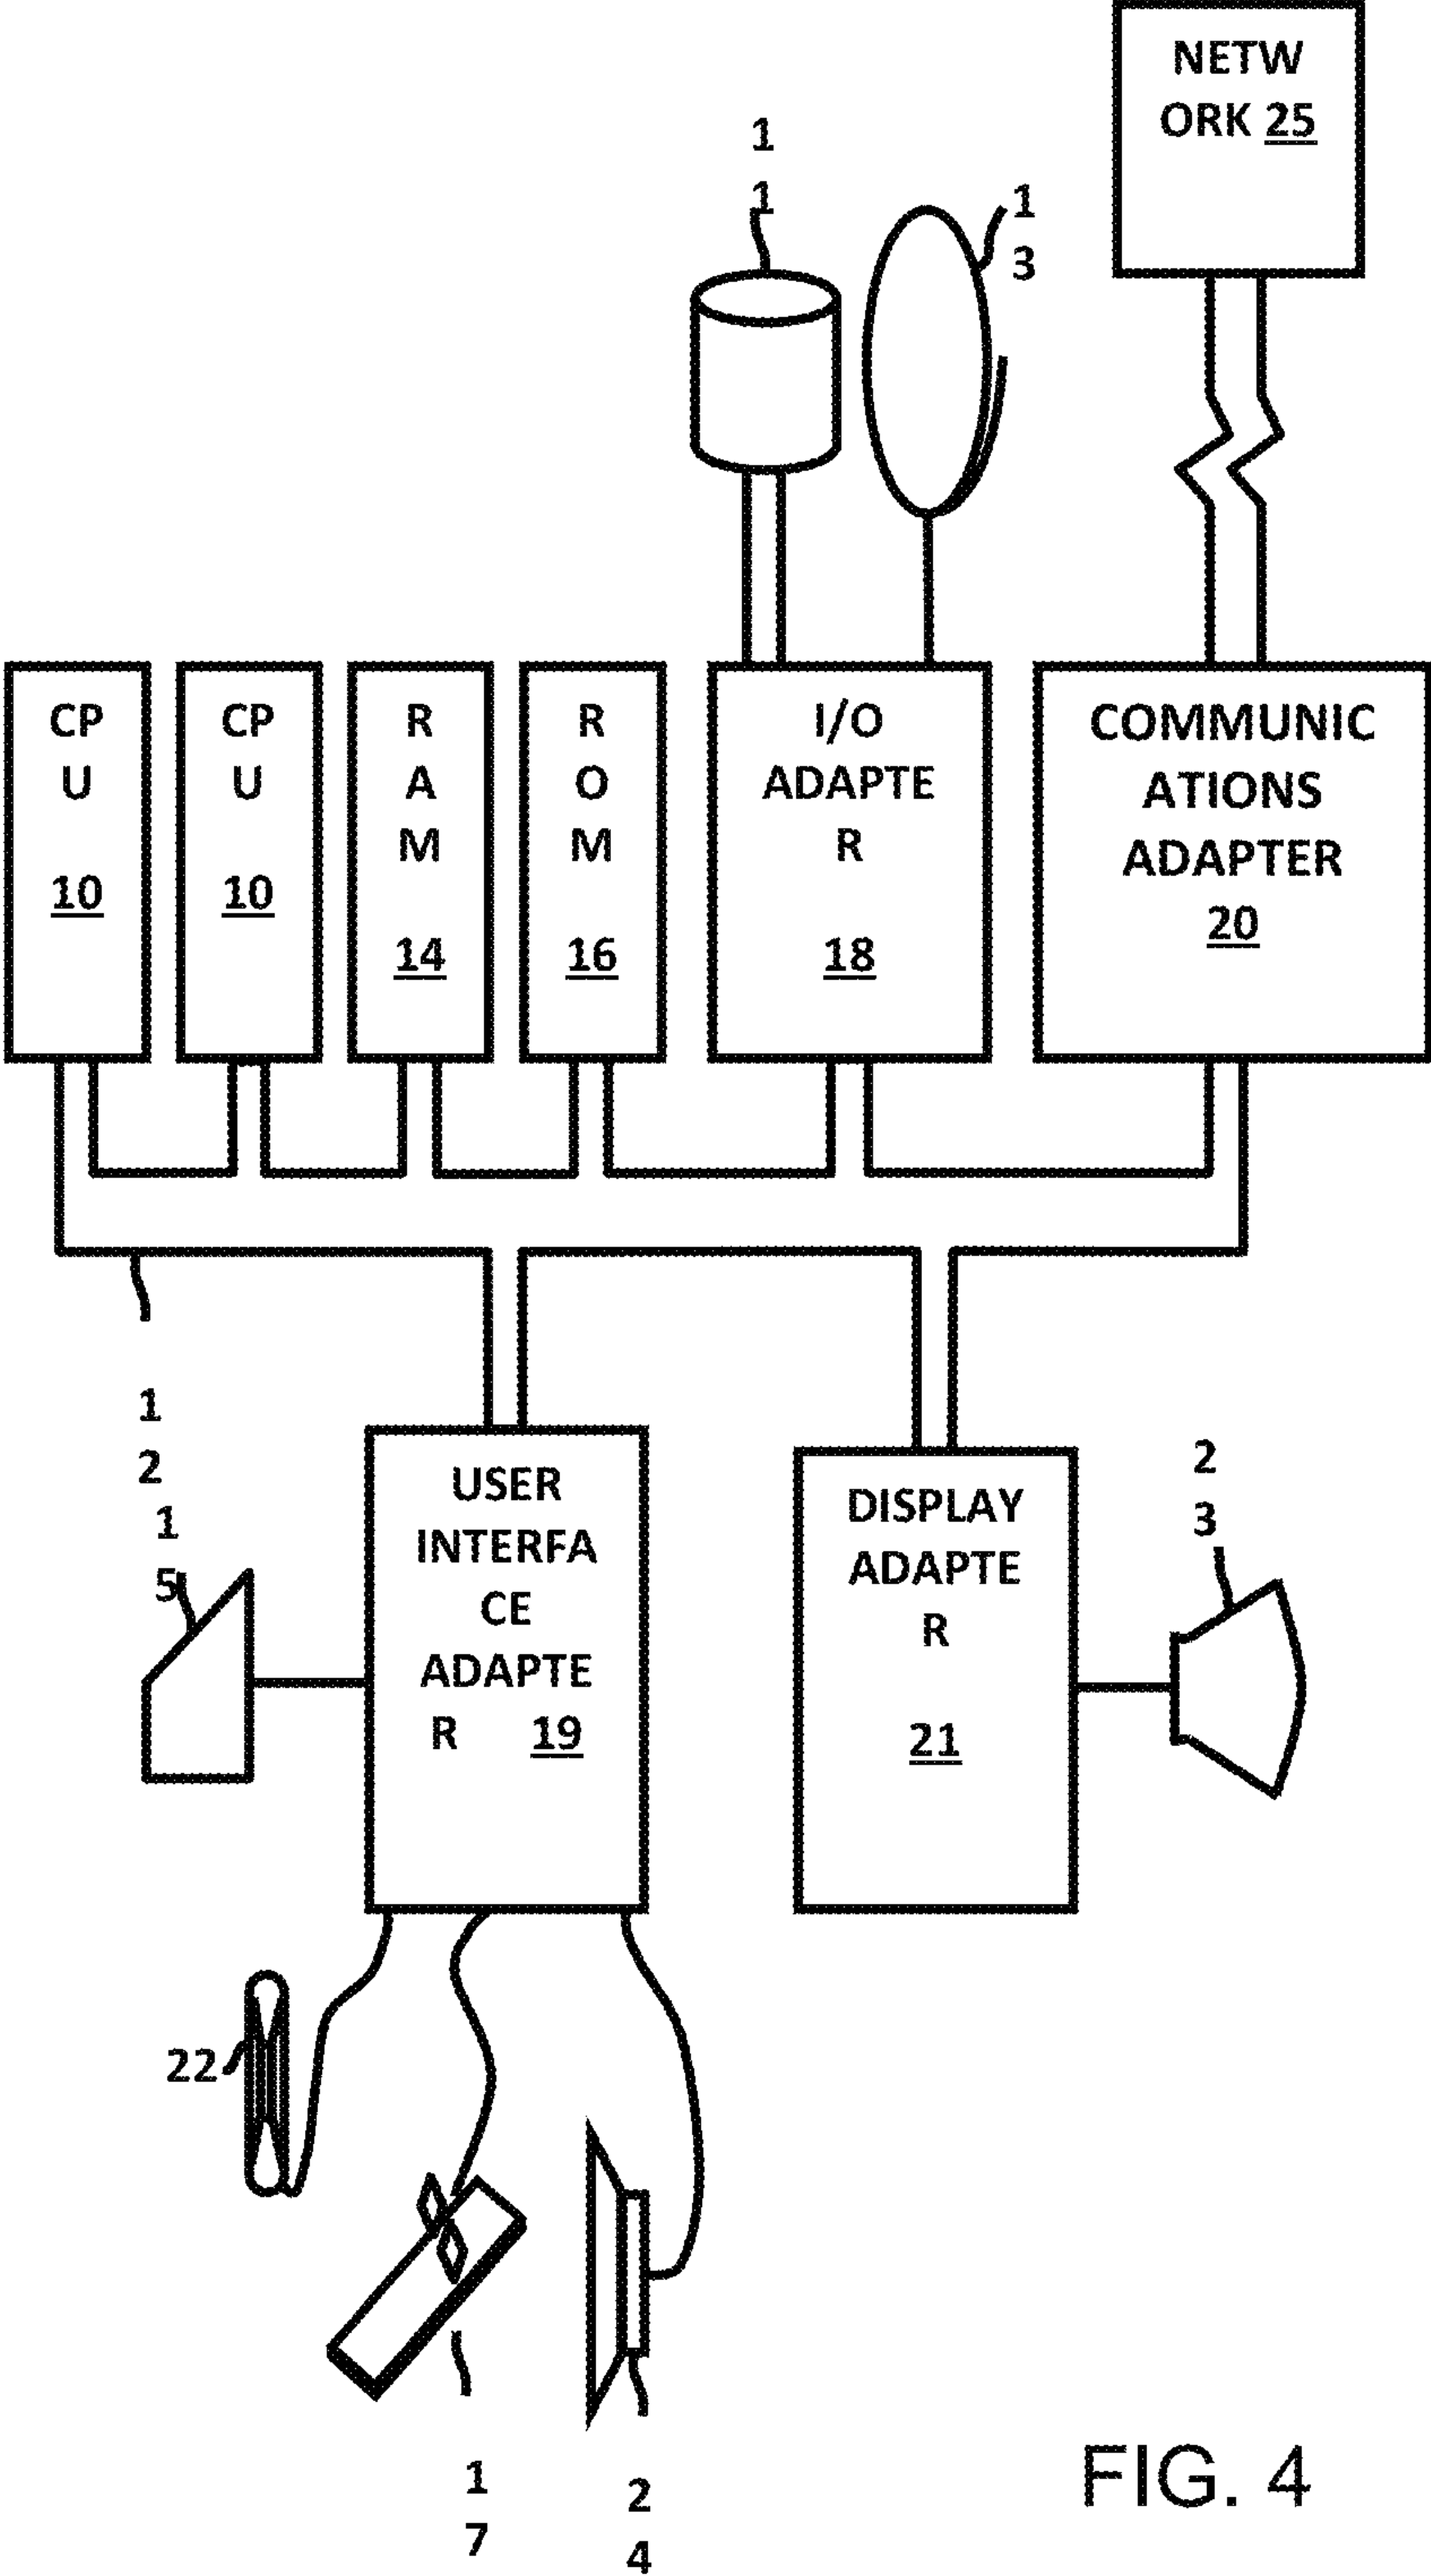 NETW
ORK 25
1
1
1
3
CP
U
10
CP
U
10
R
A
M
14
R
O
M
16
I/O
ADAPTE
R
18
COMMUNIC
ATIONS
ADAPTER
20
1
2
1
5
USER
INTERFA
CE
ADAPTE
R 19
DISPLAY
ADAPTE
R
21
2
3
22
1
7
2
4
FIG. 4